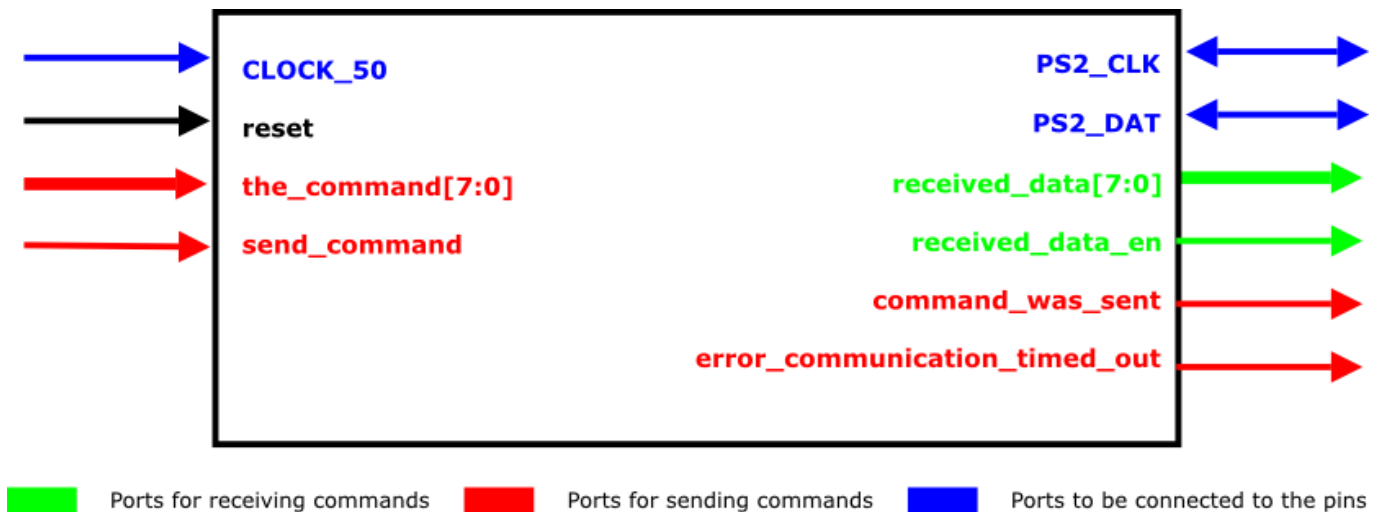 CLOCK_50
reset
the_command[7:0]
send_command
PS2_CLK
PS2_DAT
received_data[7:0]
received_data_en
command_was_sent
error_communication_timed_out
Ports for receiving commands
Ports for sending commands
Ports to be connected to the pins